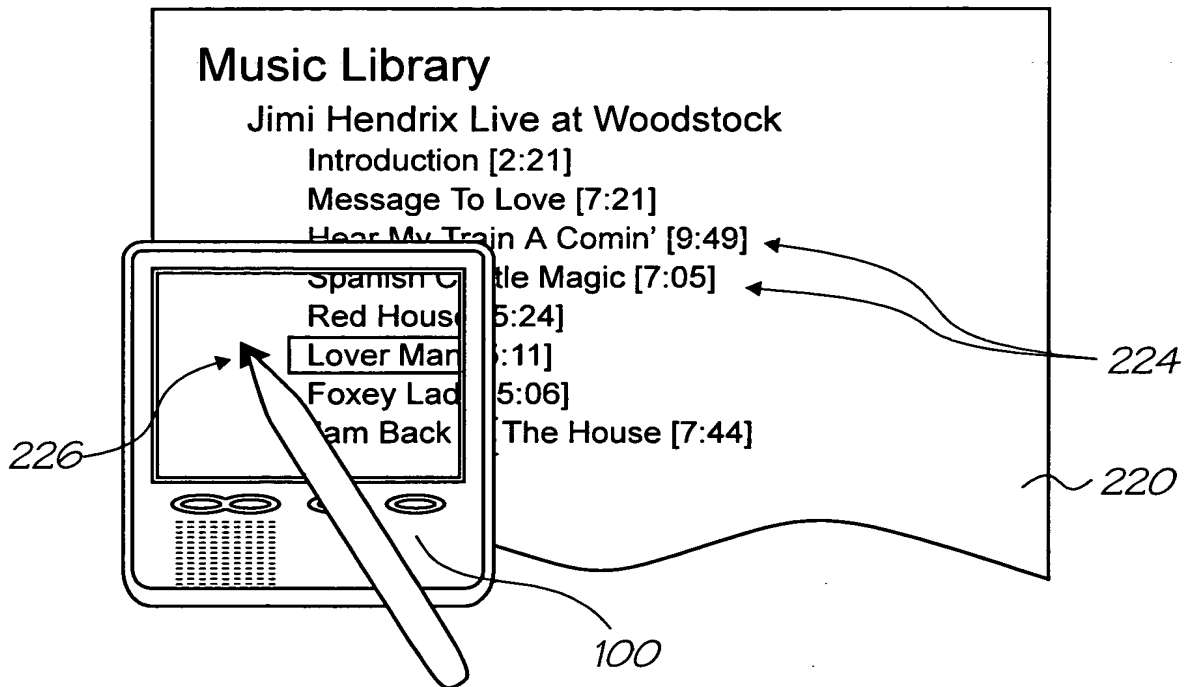 Music Library
Jimi Hendrix Live at Woodstock
Introduction [2:21]
Message To Love [7:21]
Hear My Train A Comin' [9:49]
Spanish C tle Magic [7:05]
Red House 5:24]
Lover Man :11]
224
Foxey Lad 5:06]
am Back The House [7:44]
226
220
100